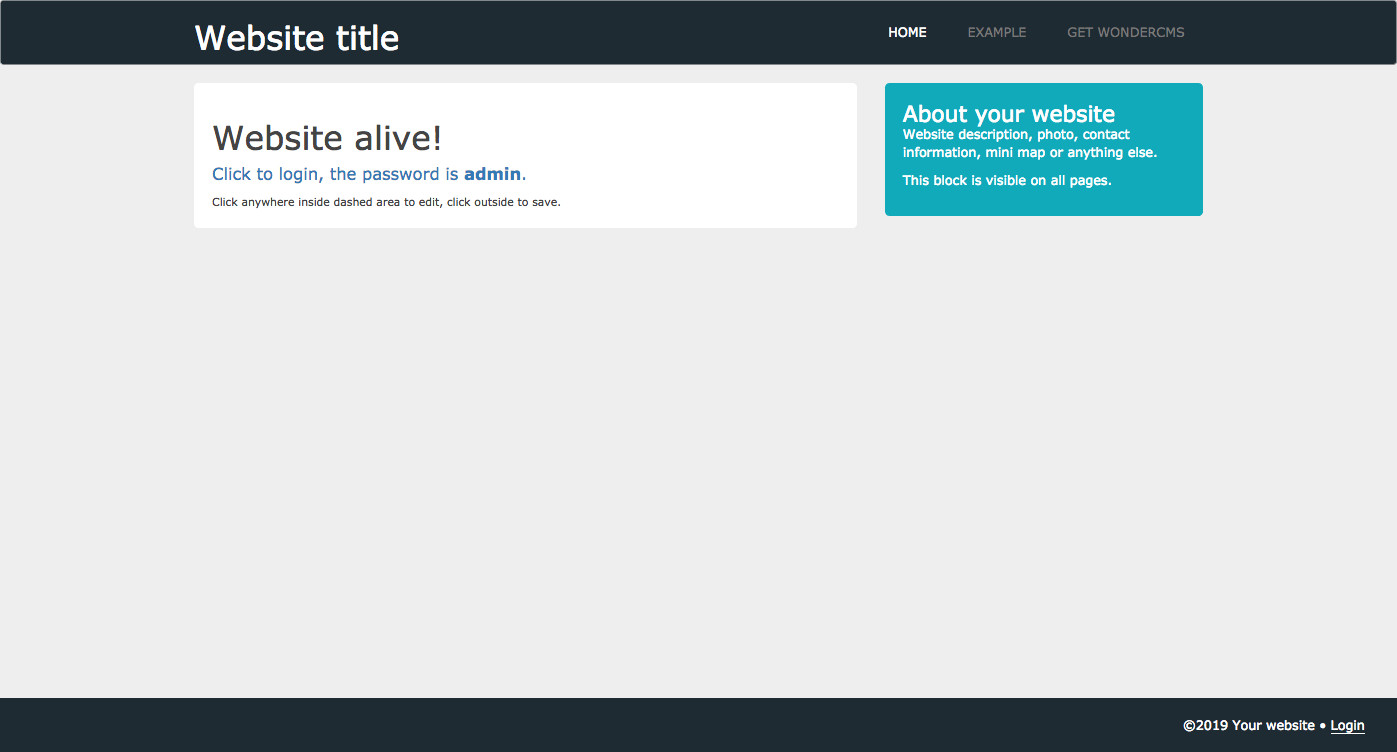 Website title
HOME EXAMPLE GET WONDERCMS
Website alive!
Click to login, the password is admin.
Click anywhere inside dashed area to edit, click outside to save.
About your website
Website description, photo, contact
information, mini map or anything else.
This block is visible on all pages.
©2019 Your website • Login